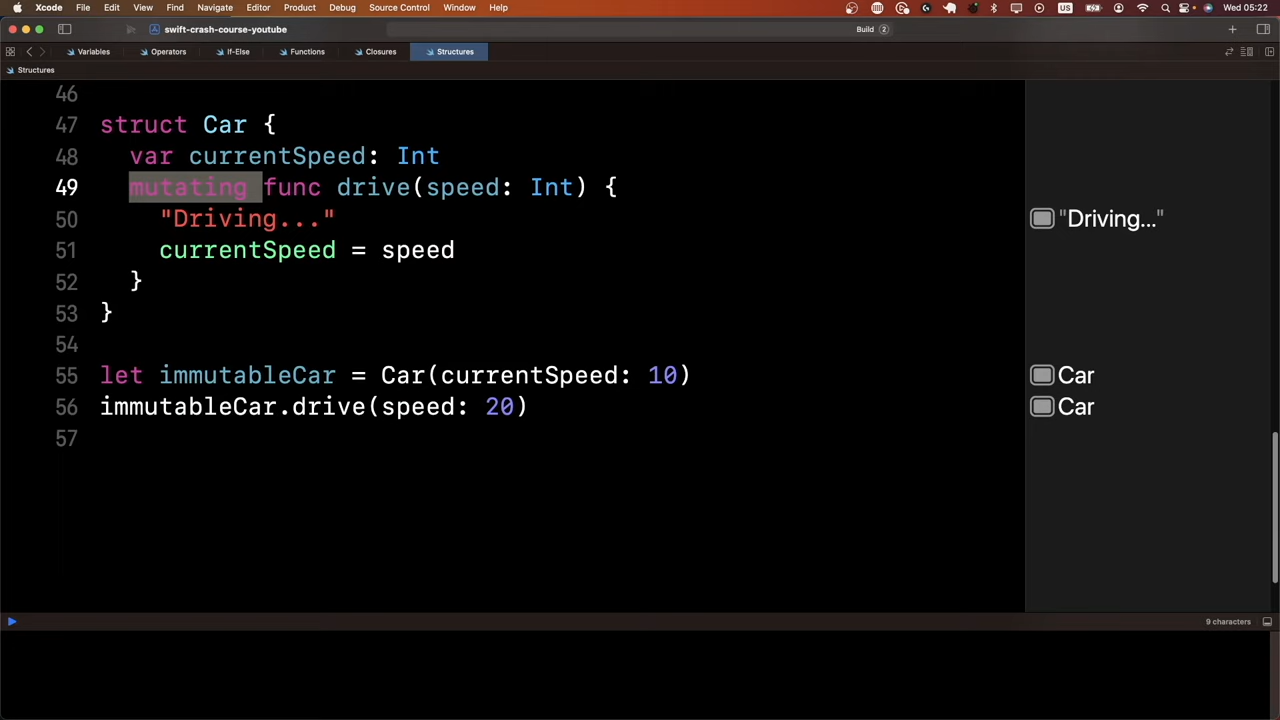 Xcode File Edit View Find Navigate Editor Product Debug Source Control Window Help US Wed 05:22
swift-crash-course-youtube Build 2
Variables Operators If-Else Functions Closures Structures
Structures
46
47 struct Car {
48 var currentSpeed: Int
49 mutating func drive(speed: Int) {
50 "Driving..." "Driving..."
51 currentSpeed = speed
52 }
53 }
54
55 let immutableCar = Car(currentSpeed: 10) Car
56 immutableCar.drive(speed: 20) Car
57
9 characters